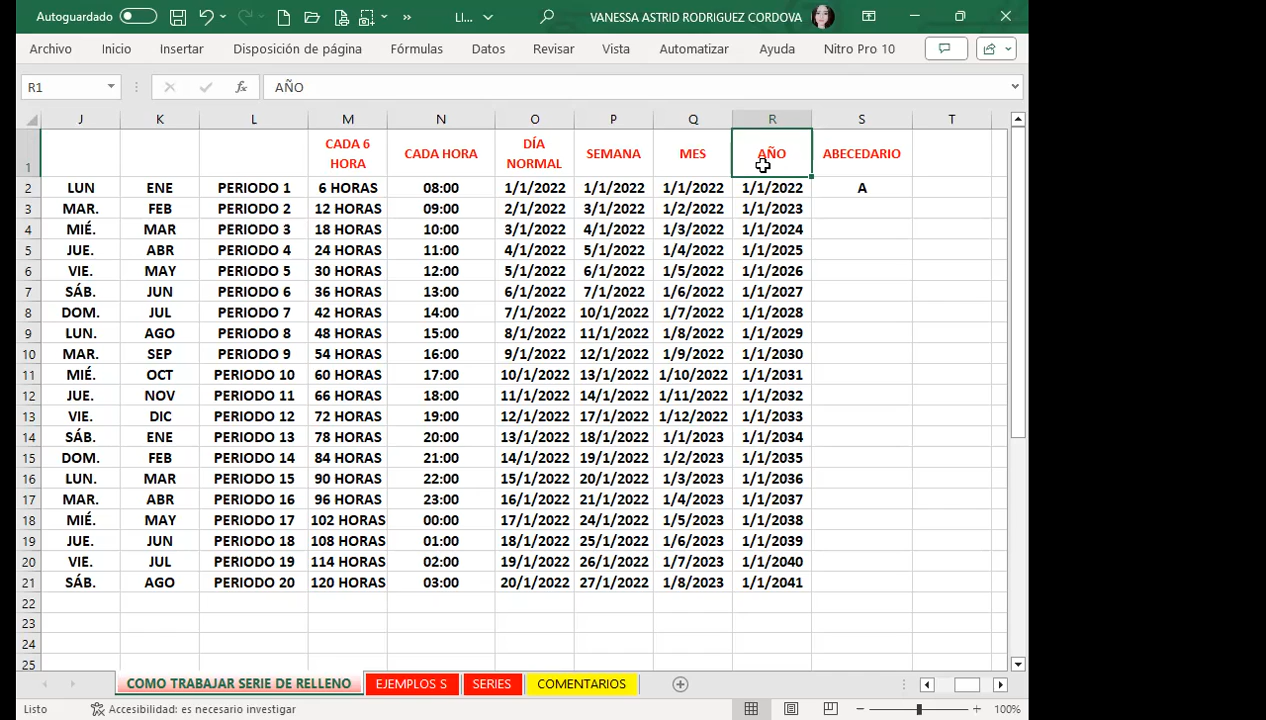 Autoguardado LI... VANESSA ASTRID RODRIGUEZ CORDOVA
Archivo Inicio Insertar Disposición de página Fórmulas Datos Revisar Vista Automatizar Ayuda Nitro Pro 10
R1 fx AÑO
J K L M N O P Q R S T
1 CADA 6 HORA CADA HORA DÍA NORMAL SEMANA MES AÑO ABECEDARIO
2 LUN ENE PERIODO 1 6 HORAS 08:00 1/1/2022 1/1/2022 1/1/2022 1/1/2022 A
3 MAR. FEB PERIODO 2 12 HORAS 09:00 2/1/2022 3/1/2022 1/2/2022 1/1/2023
4 MIÉ. MAR PERIODO 3 18 HORAS 10:00 3/1/2022 4/1/2022 1/3/2022 1/1/2024
5 JUE. ABR PERIODO 4 24 HORAS 11:00 4/1/2022 5/1/2022 1/4/2022 1/1/2025
6 VIE. MAY PERIODO 5 30 HORAS 12:00 5/1/2022 6/1/2022 1/5/2022 1/1/2026
7 SÁB. JUN PERIODO 6 36 HORAS 13:00 6/1/2022 7/1/2022 1/6/2022 1/1/2027
8 DOM. JUL PERIODO 7 42 HORAS 14:00 7/1/2022 10/1/2022 1/7/2022 1/1/2028
9 LUN. AGO PERIODO 8 48 HORAS 15:00 8/1/2022 11/1/2022 1/8/2022 1/1/2029
10 MAR. SEP PERIODO 9 54 HORAS 16:00 9/1/2022 12/1/2022 1/9/2022 1/1/2030
11 MIÉ. OCT PERIODO 10 60 HORAS 17:00 10/1/2022 13/1/2022 1/10/2022 1/1/2031
12 JUE. NOV PERIODO 11 66 HORAS 18:00 11/1/2022 14/1/2022 1/11/2022 1/1/2032
13 VIE. DIC PERIODO 12 72 HORAS 19:00 12/1/2022 17/1/2022 1/12/2022 1/1/2033
14 SÁB. ENE PERIODO 13 78 HORAS 20:00 13/1/2022 18/1/2022 1/1/2023 1/1/2034
15 DOM. FEB PERIODO 14 84 HORAS 21:00 14/1/2022 19/1/2022 1/2/2023 1/1/2035
16 LUN. MAR PERIODO 15 90 HORAS 22:00 15/1/2022 20/1/2022 1/3/2023 1/1/2036
17 MAR. ABR PERIODO 16 96 HORAS 23:00 16/1/2022 21/1/2022 1/4/2023 1/1/2037
18 MIÉ. MAY PERIODO 17 102 HORAS 00:00 17/1/2022 24/1/2022 1/5/2023 1/1/2038
19 JUE. JUN PERIODO 18 108 HORAS 01:00 18/1/2022 25/1/2022 1/6/2023 1/1/2039
20 VIE. JUL PERIODO 19 114 HORAS 02:00 19/1/2022 26/1/2022 1/7/2023 1/1/2040
21 SÁB. AGO PERIODO 20 120 HORAS 03:00 20/1/2022 27/1/2022 1/8/2023 1/1/2041
22
23
24
25
COMO TRABAJAR SERIE DE RELLENO EJEMPLOS S SERIES COMENTARIOS
Listo Accesibilidad: es necesario investigar 100%